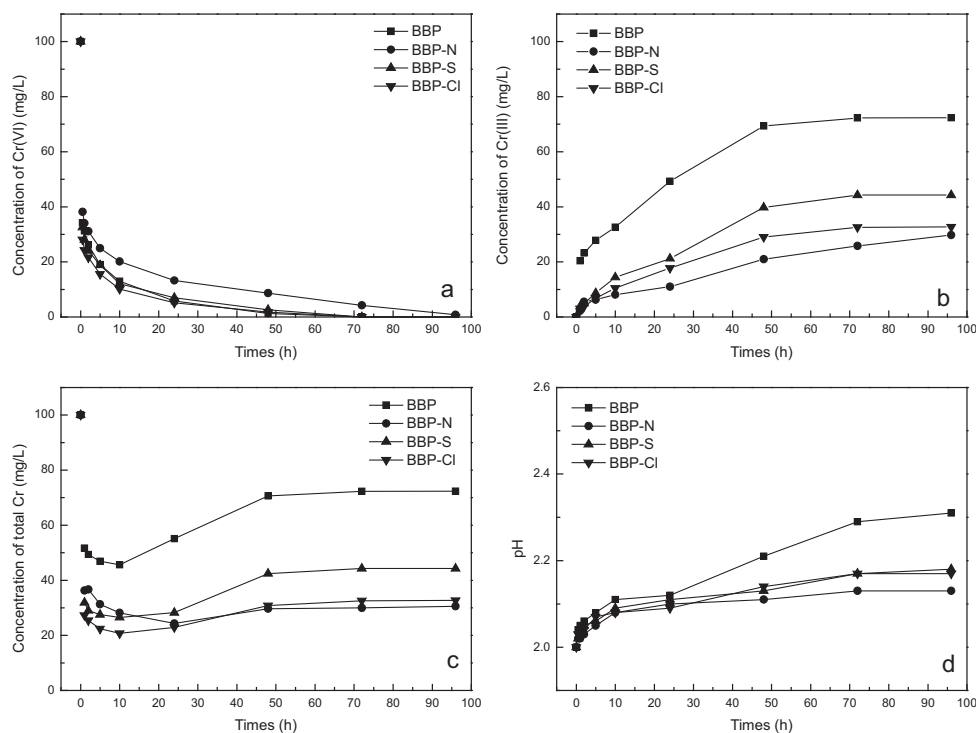 100
80
60
40
20
0
Concentration of Cr(VI) (mg/L)
BBP
BBP-N
BBP-S
BBP-Cl
a
0 10 20 30 40 50 60 70 80 90 100
Times (h)
100
80
60
40
20
0
Concentration of Cr(III) (mg/L)
BBP
BBP-N
BBP-S
BBP-Cl
b
0 10 20 30 40 50 60 70 80 90 100
Times (h)
100
80
60
40
20
0
Concentration of total Cr (mg/L)
BBP
BBP-N
BBP-S
BBP-Cl
c
0 10 20 30 40 50 60 70 80 90 100
Times (h)
2.6
2.4
2.2
2.0
pH
BBP
BBP-N
BBP-S
BBP-Cl
d
0 10 20 30 40 50 60 70 80 90 100
Times (h)